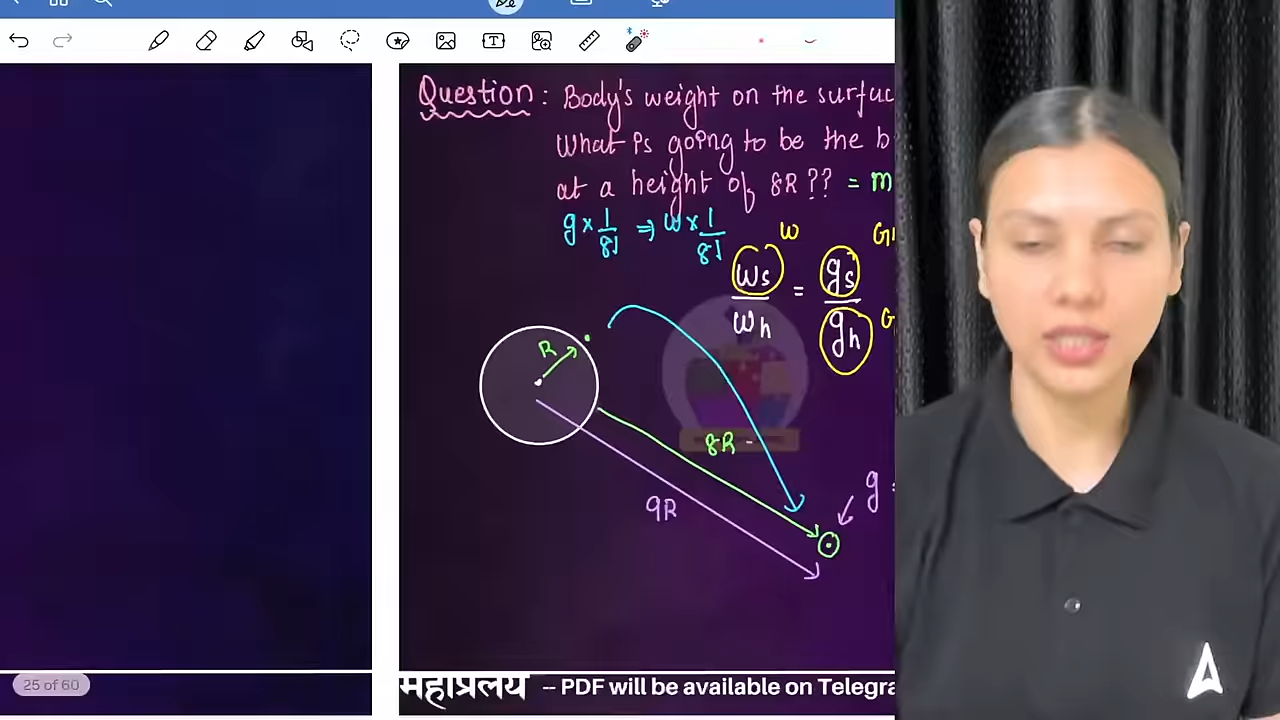 Question : Body's weight on the surfac
What is going to be the b
at a height of 8R?? = m
g × 1/81 ⇒ w × 1/81
w
ws/wh = gs/gh
G
R
8R
9R
g =
25 of 60
महाप्रलय -- PDF will be available on Telegra